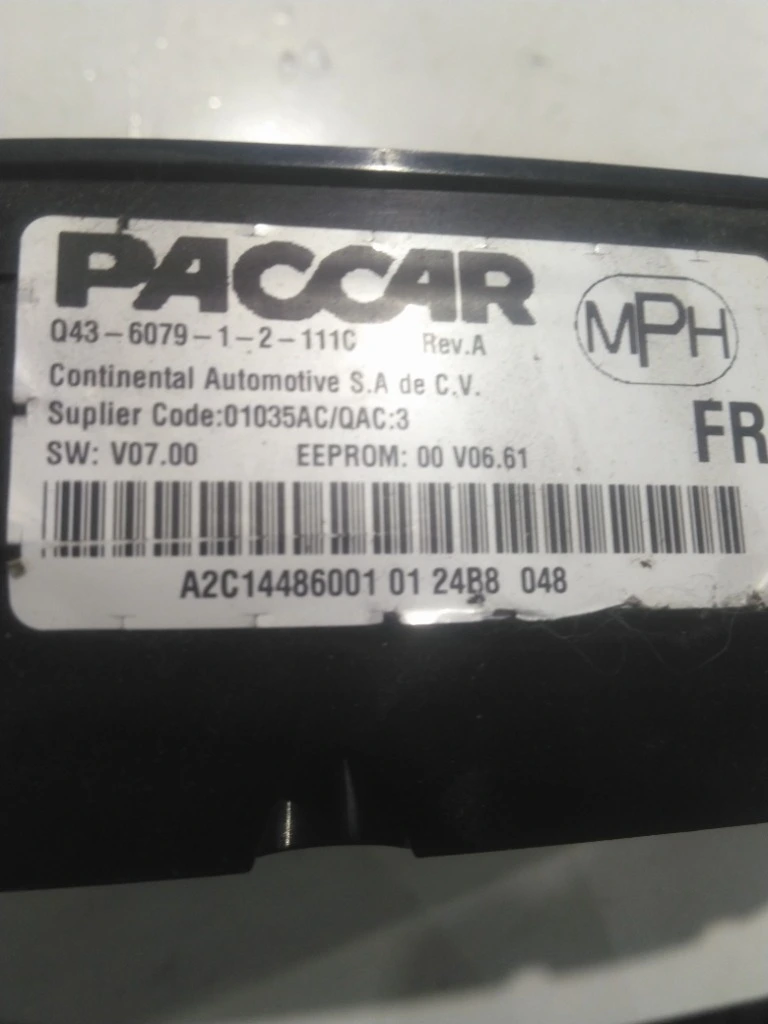 PACCAR
Q43-6079-1-2-111C Rev.A
MPH
Continental Automotive S.A de C.V.
Suplier Code:01035AC/QAC:3
FR
SW: V07.00 EEPROM: 00 V06.61
A2C14486001 01 24B8 048